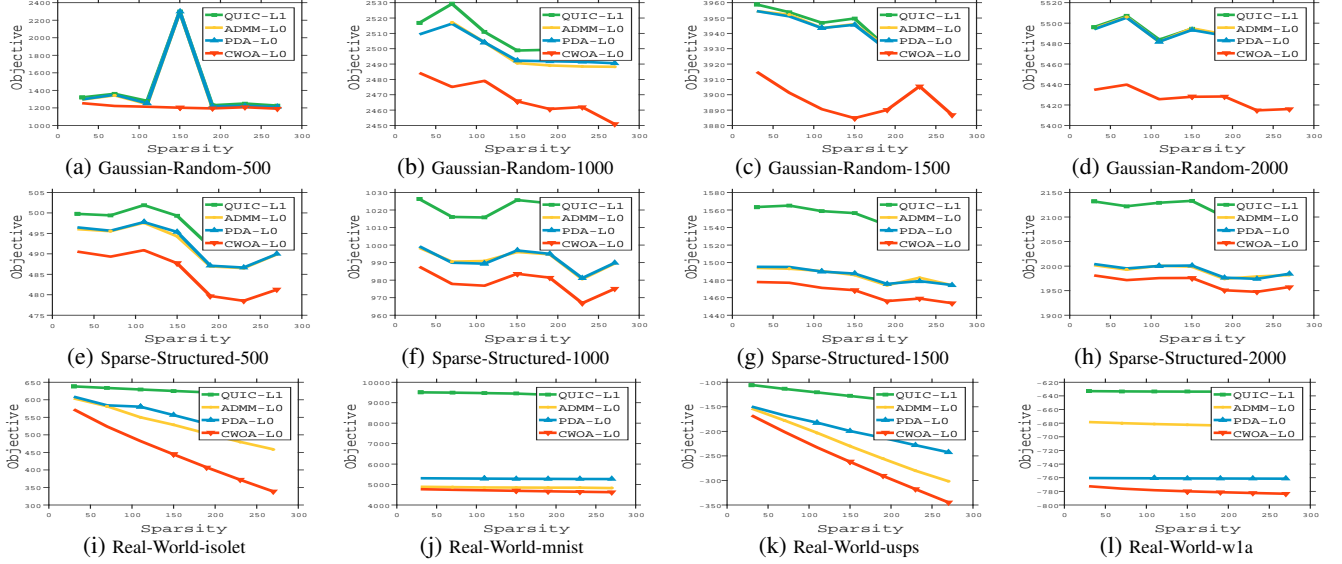 2400
2200
2000
1800
1600
1400
1200
1000
0 50 100 150 200 250 300
Objective
Sparsity
QUIC-L1
ADMM-L0
PDA-L0
CWOA-L0
(a) Gaussian-Random-500
2530
2520
2510
2500
2490
2480
2470
2460
2450
0 50 100 150 200 250 300
Objective
Sparsity
QUIC-L1
ADMM-L0
PDA-L0
CWOA-L0
(b) Gaussian-Random-1000
3960
3950
3940
3930
3920
3910
3900
3890
3880
0 50 100 150 200 250 300
Objective
Sparsity
QUIC-L1
ADMM-L0
PDA-L0
CWOA-L0
(c) Gaussian-Random-1500
5520
5500
5480
5460
5440
5420
5400
0 50 100 150 200 250 300
Objective
Sparsity
QUIC-L1
ADMM-L0
PDA-L0
CWOA-L0
(d) Gaussian-Random-2000
505
500
495
490
485
480
475
0 50 100 150 200 250 300
Objective
Sparsity
QUIC-L1
ADMM-L0
PDA-L0
CWOA-L0
(e) Sparse-Structured-500
1030
1020
1010
1000
990
980
970
960
0 50 100 150 200 250 300
Objective
Sparsity
QUIC-L1
ADMM-L0
PDA-L0
CWOA-L0
(f) Sparse-Structured-1000
1580
1560
1540
1520
1500
1480
1460
1440
0 50 100 150 200 250 300
Objective
Sparsity
QUIC-L1
ADMM-L0
PDA-L0
CWOA-L0
(g) Sparse-Structured-1500
2150
2100
2050
2000
1950
1900
0 50 100 150 200 250 300
Objective
Sparsity
QUIC-L1
ADMM-L0
PDA-L0
CWOA-L0
(h) Sparse-Structured-2000
650
600
550
500
450
400
350
300
0 50 100 150 200 250 300
Objective
Sparsity
QUIC-L1
ADMM-L0
PDA-L0
CWOA-L0
(i) Real-World-isolet
10000
9000
8000
7000
6000
5000
4000
0 50 100 150 200 250 300
Objective
Sparsity
QUIC-L1
ADMM-L0
PDA-L0
CWOA-L0
(j) Real-World-mnist
-100
-150
-200
-250
-300
-350
0 50 100 150 200 250 300
Objective
Sparsity
QUIC-L1
ADMM-L0
PDA-L0
CWOA-L0
(k) Real-World-usps
-620
-640
-660
-680
-700
-720
-740
-760
-780
-800
0 50 100 150 200 250 300
Objective
Sparsity
QUIC-L1
ADMM-L0
PDA-L0
CWOA-L0
(l) Real-World-w1a